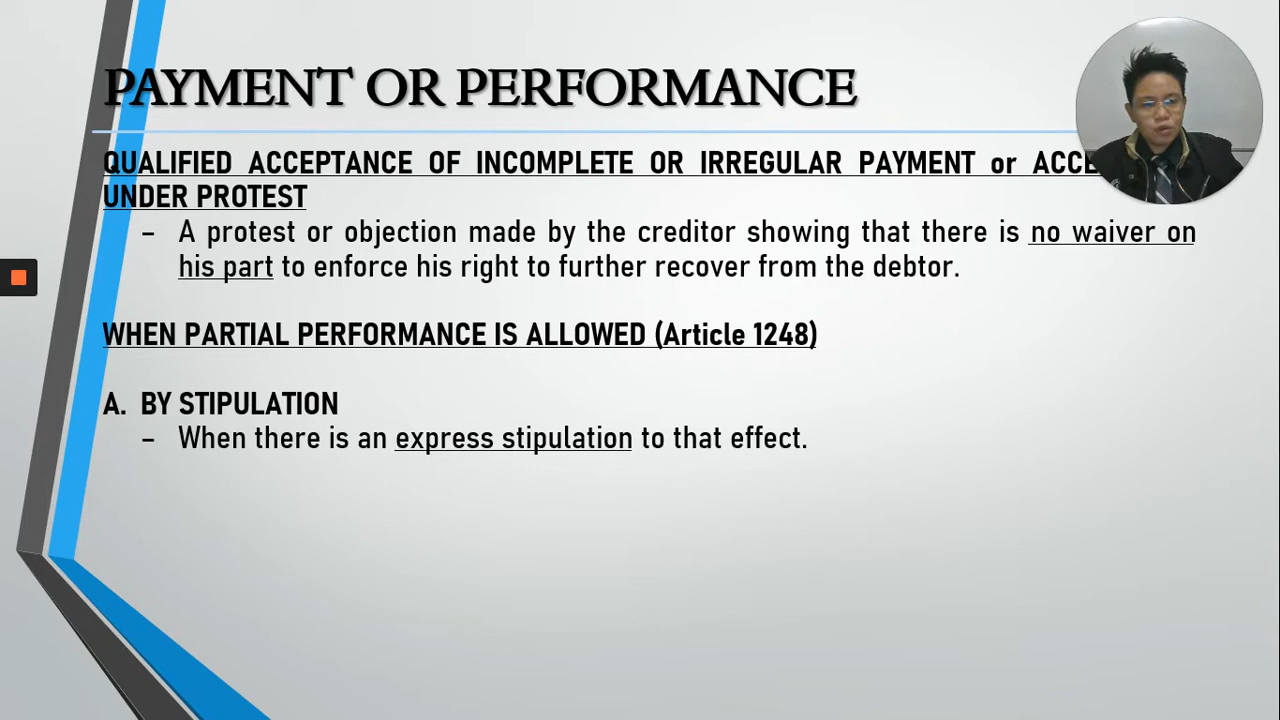 PAYMENT OR PERFORMANCE
QUALIFIED ACCEPTANCE OF INCOMPLETE OR IRREGULAR PAYMENT or
UNDER PROTEST
– A protest or objection made by the creditor showing that there is no waiver on
his part to enforce his right to further recover from the debtor.
WHEN PARTIAL PERFORMANCE IS ALLOWED (Article 1248)
A. BY STIPULATION
– When there is an express stipulation to that effect.